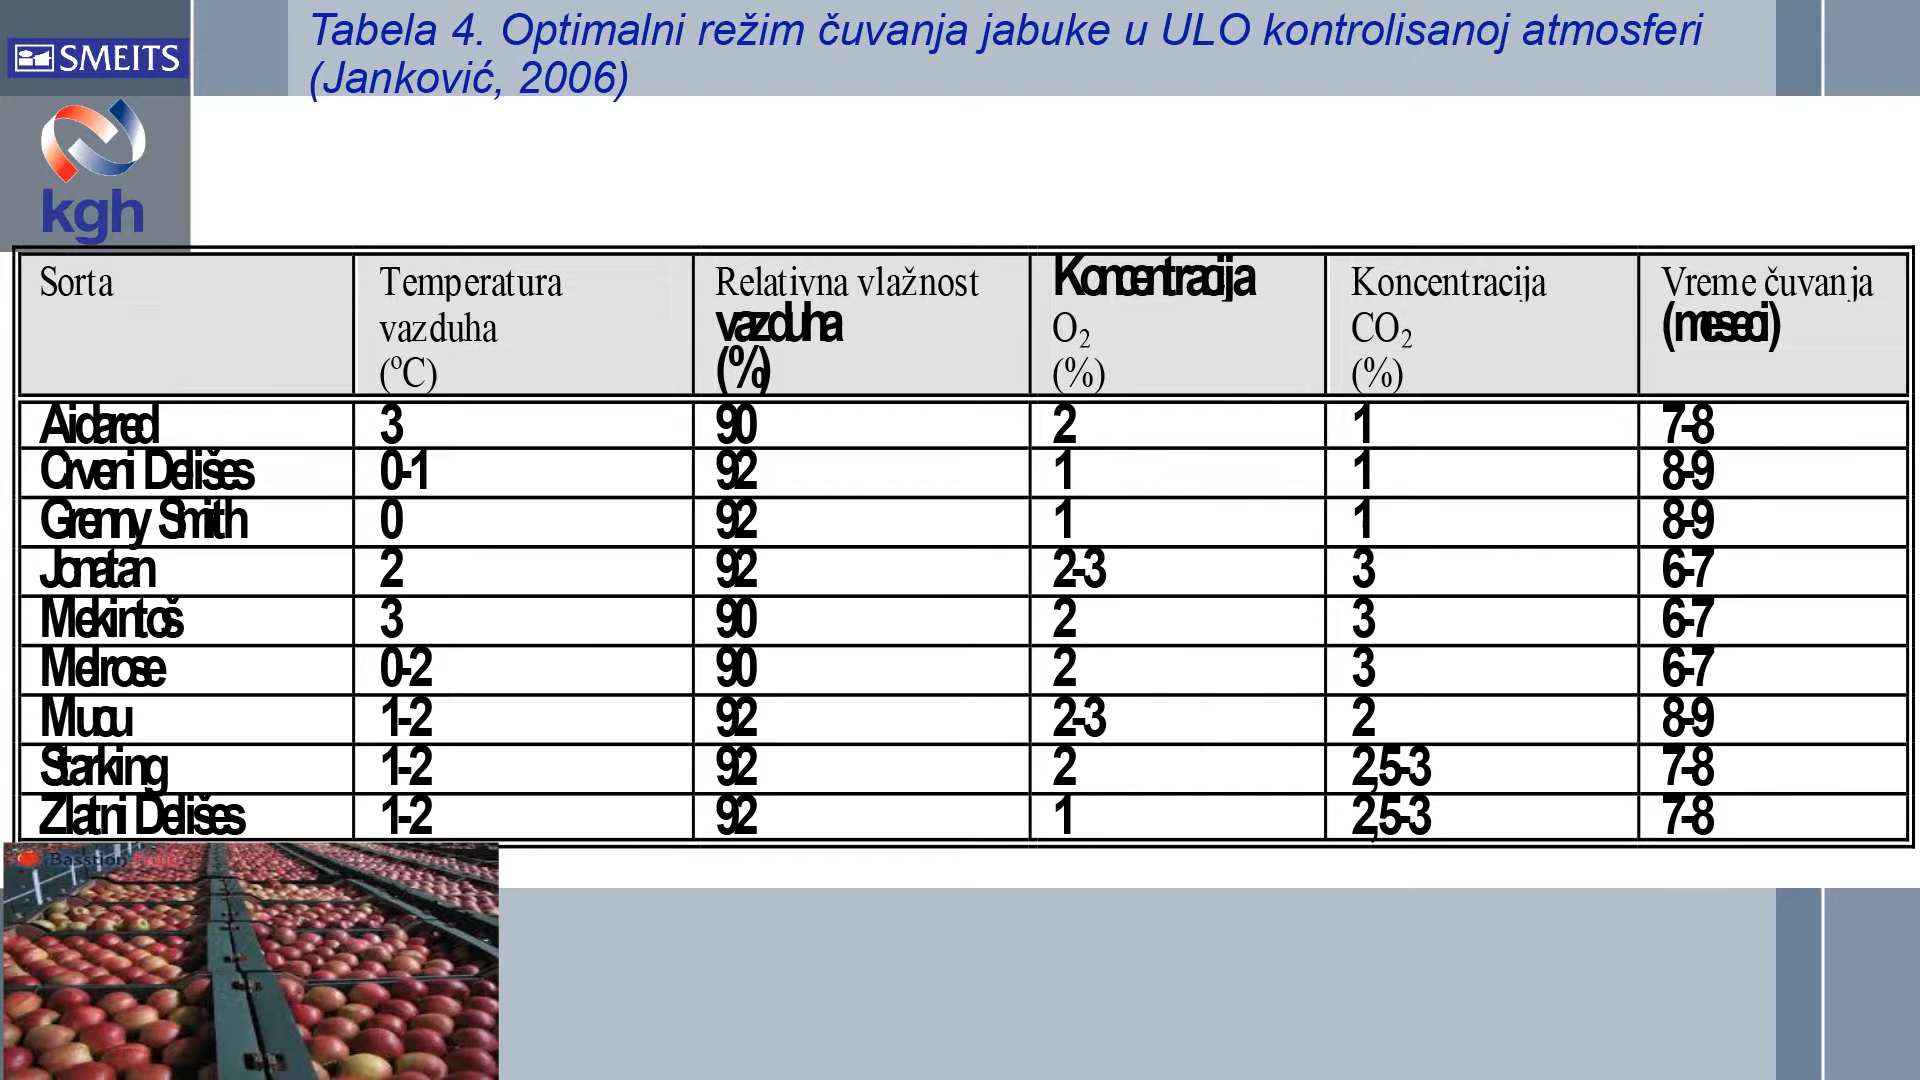 Tabela 4. Optimalni režim čuvanja jabuke u ULO kontrolisanoj atmosferi
(Janković, 2006)
SMEITS
kgh
Sorta Temperatura vazduha (ºC) Relativna vlažnost vazduha (%) Koncentracija O₂ (%) Koncentracija CO₂ (%) Vreme čuvanja (meseci)
Aidared 3 90 2 1 7-8
Crveni Delišes 0-1 92 1 1 8-9
Grenny Smith 0 92 1 1 8-9
Jonatan 2 92 2-3 3 6-7
Mekintoš 3 90 2 3 6-7
Melrose 0-2 90 2 3 6-7
Mucu 1-2 92 2-3 2 8-9
Starking 1-2 92 2 2,5-3 7-8
Zlatni Delišes 1-2 92 1 2,5-3 7-8
Basstion Fruit